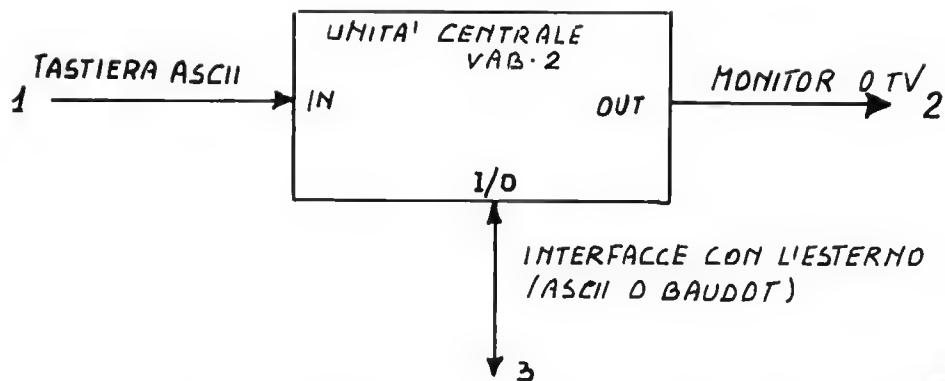 UNITA' CENTRALE
VAB·2
TASTIERA ASCII
1
IN
OUT
MONITOR O TV
2
I/O
INTERFACCE CON L'ESTERNO
(ASCII O BAUDOT)
3